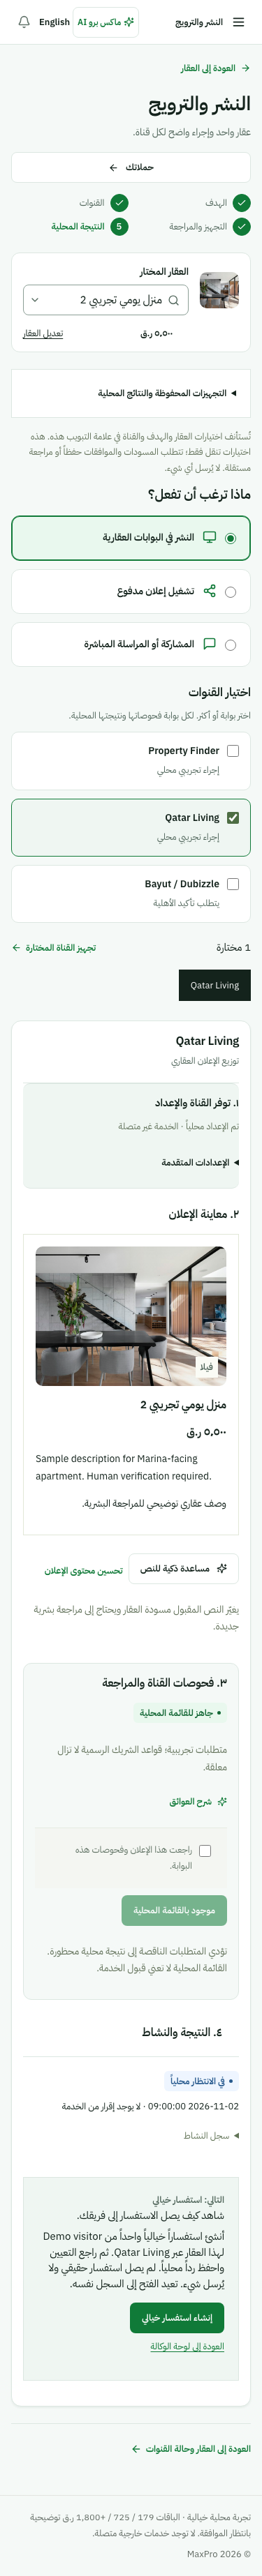 النشر والترويج
ماكس برو AI
English
العودة إلى العقار
النشر والترويج
عقار واحد وإجراء واضح لكل قناة.
حملاتك
الهدف
القنوات
التجهيز والمراجعة
5 النتيجة المحلية
العقار المختار
منزل يومي تجريبي 2
٥,٥٠٠ ر.ق
تعديل العقار
التجهيزات المحفوظة والنتائج المحلية
تُستأنف اختيارات العقار والهدف والقناة في علامة التبويب هذه. هذه
الاختيارات تنقل فقط؛ تتطلب المسودات والموافقات حفظاً أو مراجعة
مستقلة. لا يُرسل أي شيء.
ماذا ترغب أن تفعل؟
النشر في البوابات العقارية
تشغيل إعلان مدفوع
المشاركة أو المراسلة المباشرة
اختيار القنوات
اختر بوابة أو أكثر. لكل بوابة فحوصاتها ونتيجتها المحلية.
Property Finder
إجراء تجريبي محلي
Qatar Living
إجراء تجريبي محلي
Bayut / Dubizzle
يتطلب تأكيد الأهلية
1 مختارة
تجهيز القناة المختارة
Qatar Living
Qatar Living
توزيع الإعلان العقاري
١. توفر القناة والإعداد
تم الإعداد محلياً · الخدمة غير متصلة
الإعدادات المتقدمة
٢. معاينة الإعلان
فيلا
منزل يومي تجريبي 2
٥,٥٠٠ ر.ق
Sample description for Marina-facing
apartment. Human verification required.
وصف عقاري توضيحي للمراجعة البشرية.
مساعدة ذكية للنص
تحسين محتوى الإعلان
يغيّر النص المقبول مسودة العقار ويحتاج إلى مراجعة بشرية
جديدة.
٣. فحوصات القناة والمراجعة
جاهز للقائمة المحلية
متطلبات تجريبية؛ قواعد الشريك الرسمية لا تزال
معلقة.
شرح العوائق
راجعت هذا الإعلان وفحوصات هذه
البوابة.
موجود بالقائمة المحلية
تؤدي المتطلبات الناقصة إلى نتيجة محلية محظورة.
القائمة المحلية لا تعني قبول الخدمة.
٤. النتيجة والنشاط
في الانتظار محلياً
2026-11-02 09:00:00 · لا يوجد إقرار من الخدمة
سجل النشاط
التالي: استفسار خيالي
شاهد كيف يصل الاستفسار إلى فريقك.
أنشئ استفساراً خيالياً واحداً من Demo visitor
لهذا العقار عبر Qatar Living. ثم راجع التعيين
واحفظ رداً محلياً. لم يصل استفسار حقيقي ولا
يُرسل شيء. تعيد الفتح إلى السجل نفسه.
إنشاء استفسار خيالي
العودة إلى لوحة الوكالة
العودة إلى العقار وحالة القنوات
تجربة محلية خيالية · الباقات 179 / 725 / +1,800 ر.ق توضيحية
بانتظار الموافقة. لا توجد خدمات خارجية متصلة.
© 2026 MaxPro